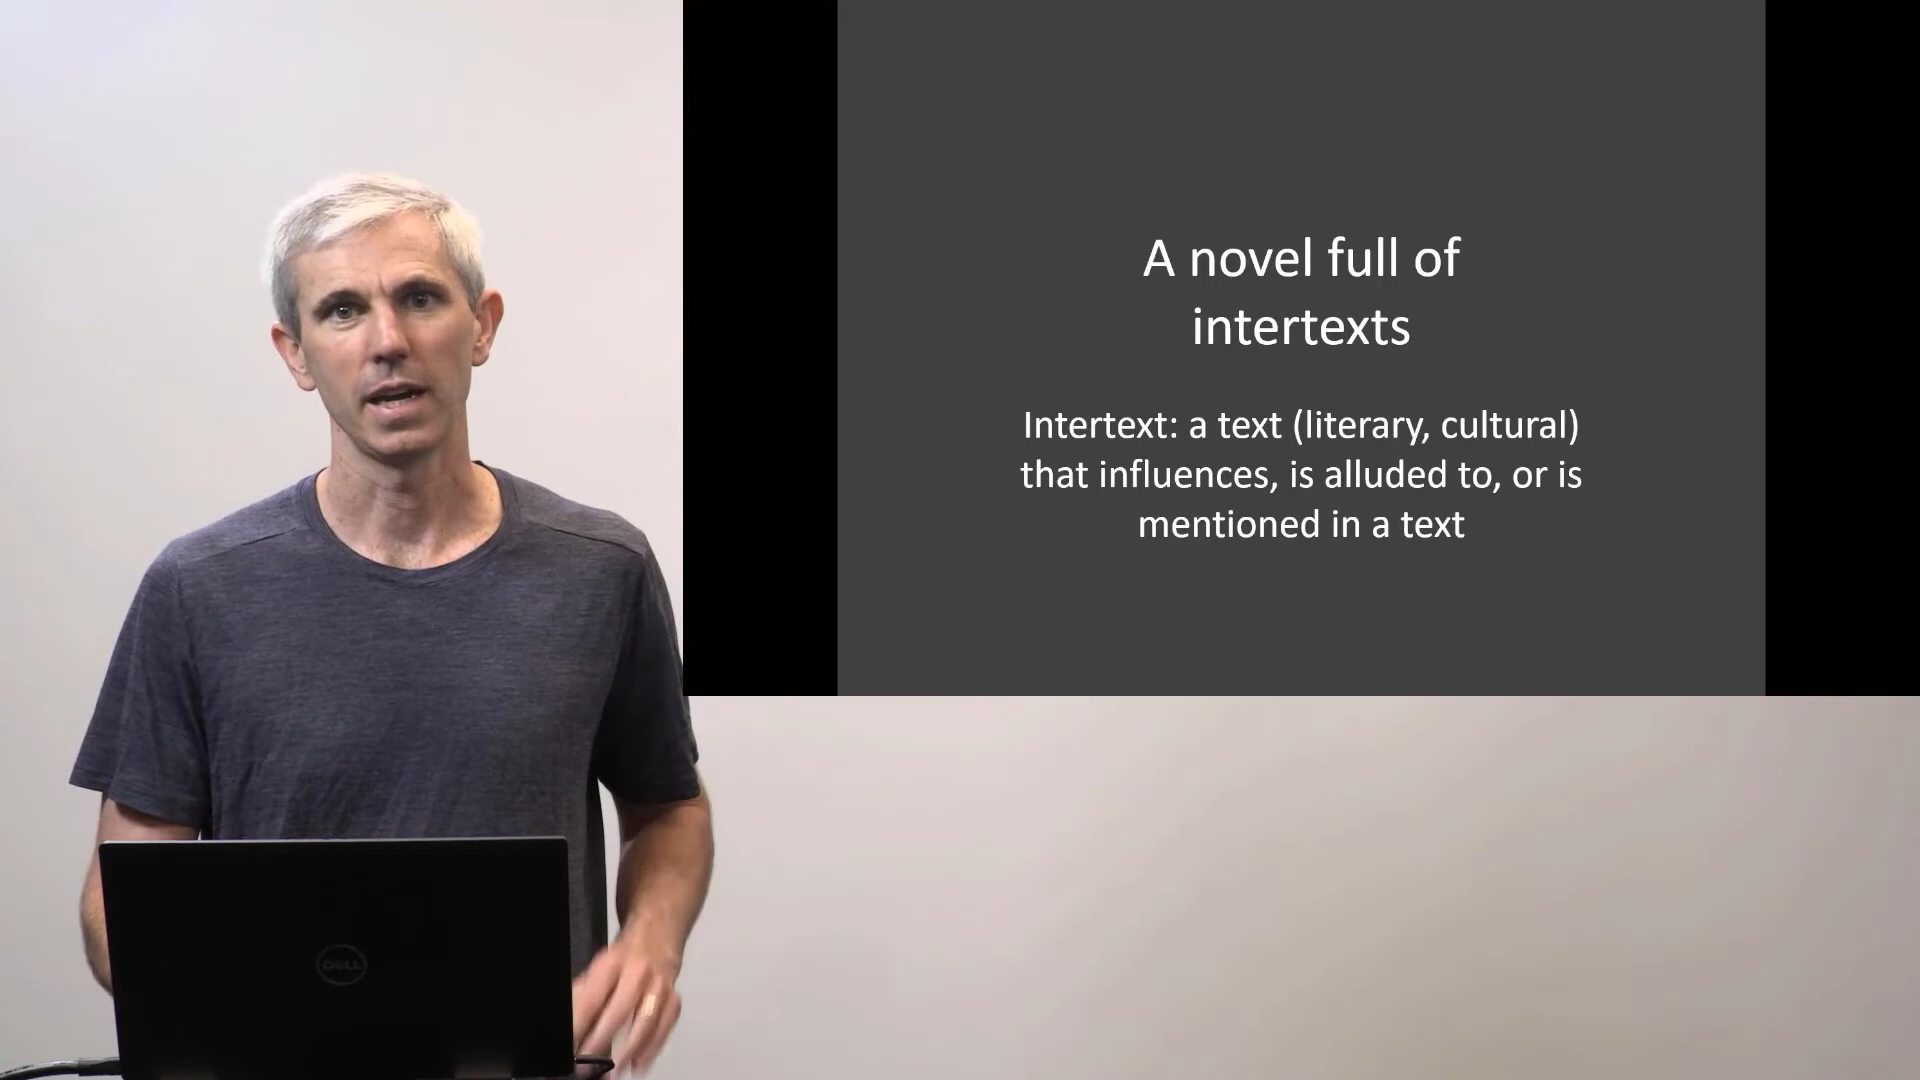 A novel full of
intertexts
Intertext: a text (literary, cultural)
that influences, is alluded to, or is
mentioned in a text
DELL